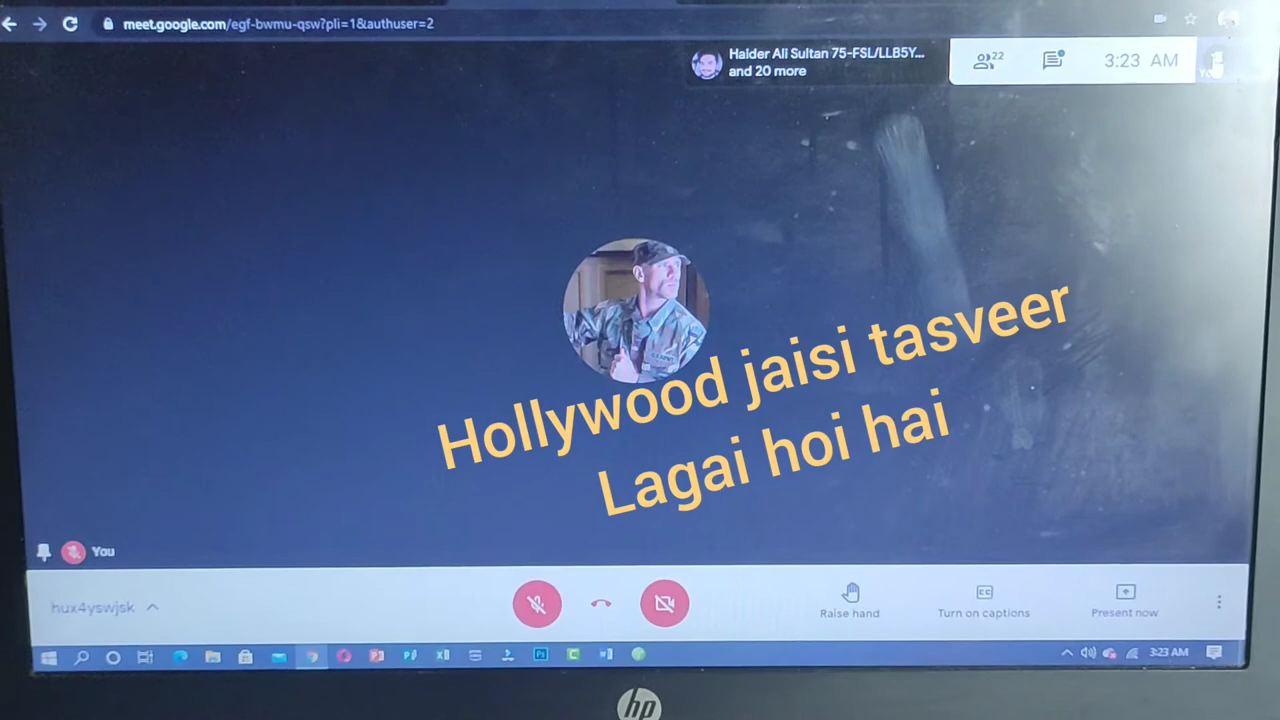 meet.google.com/egf-bwmu-qsw?pli=1&authuser=2
Haider Ali Sultan 75-FSL/LLB5Y...
and 20 more
22
3:23 AM
Hollywood jaisi tasveer
Lagai hoi hai
You
hux4yswjsk
Raise hand
Turn on captions
Present now
3:23 AM
hp